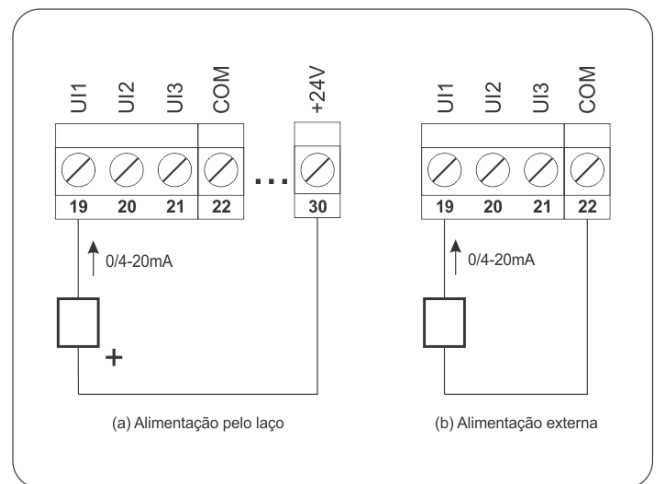 UI1 UI2 UI3 COM ... +24V
19 20 21 22 30
0/4-20mA
+
(a) Alimentação pelo laço
UI1 UI2 UI3 COM
19 20 21 22
0/4-20mA
(b) Alimentação externa